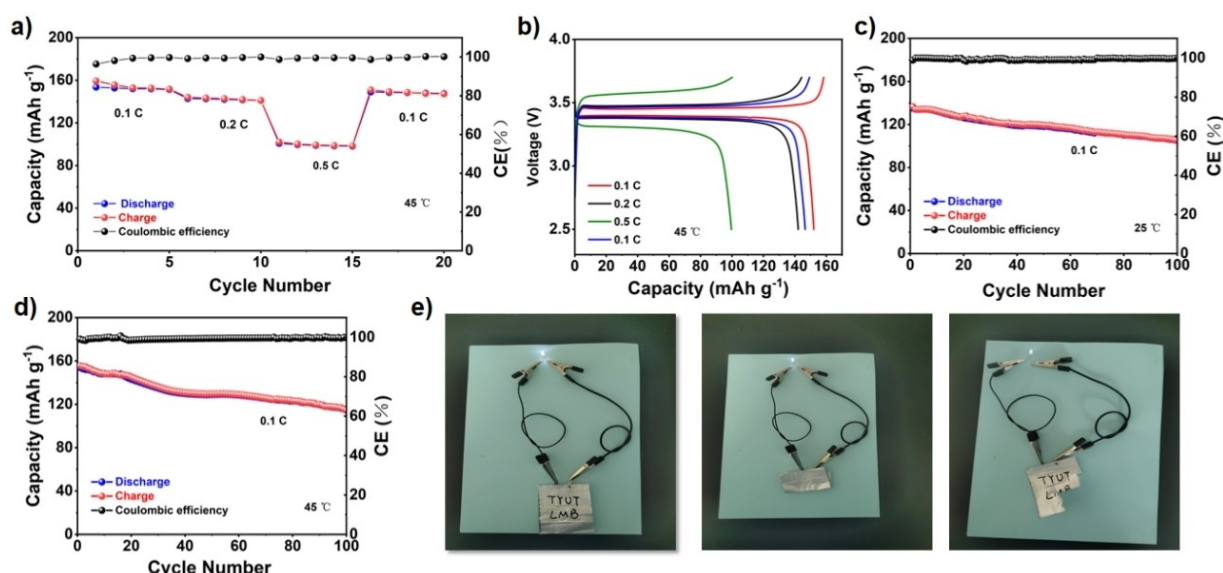 a)
200
160
120
80
40
0
Capacity (mAh g⁻¹)
0.1 C
0.2 C
0.5 C
0.1 C
Discharge
Charge
Coulombic efficiency
45 ℃
100
80
60
40
20
0
CE(%)
0
5
10
15
20
Cycle Number
b)
4.0
3.5
3.0
2.5
Voltage (V)
0.1 C
0.2 C
0.5 C
0.1 C
45 ℃
0 20 40 60 80 100 120 140 160
Capacity (mAh g⁻¹)
c)
200
160
120
80
40
0
Capacity (mAh g⁻¹)
0.1 C
Discharge
Charge
Coulombic efficiency
25 ℃
100
80
60
40
20
0
CE (%)
0 20 40 60 80 100
Cycle Number
d)
200
160
120
80
40
0
Capacity (mAh g⁻¹)
0.1 C
Discharge
Charge
Coulombic efficiency
45 ℃
100
80
60
40
20
0
CE (%)
0 20 40 60 80 100
Cycle Number
e)
TYUT
LMB
TYUT